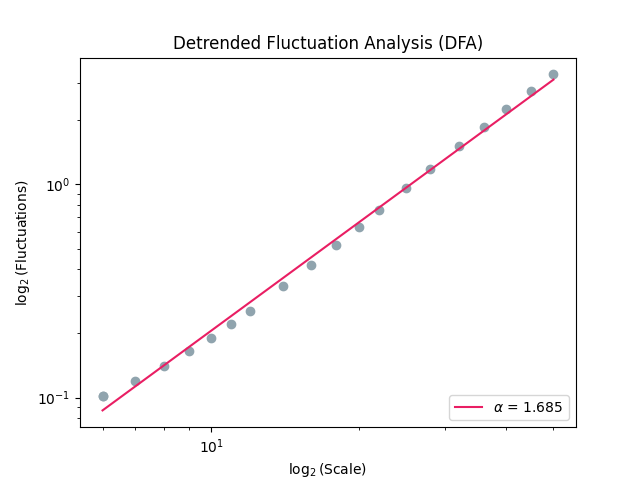 Detrended Fluctuation Analysis (DFA)
log₂(Fluctuations)
10⁰
10⁻¹
α = 1.685
10¹
log₂(Scale)